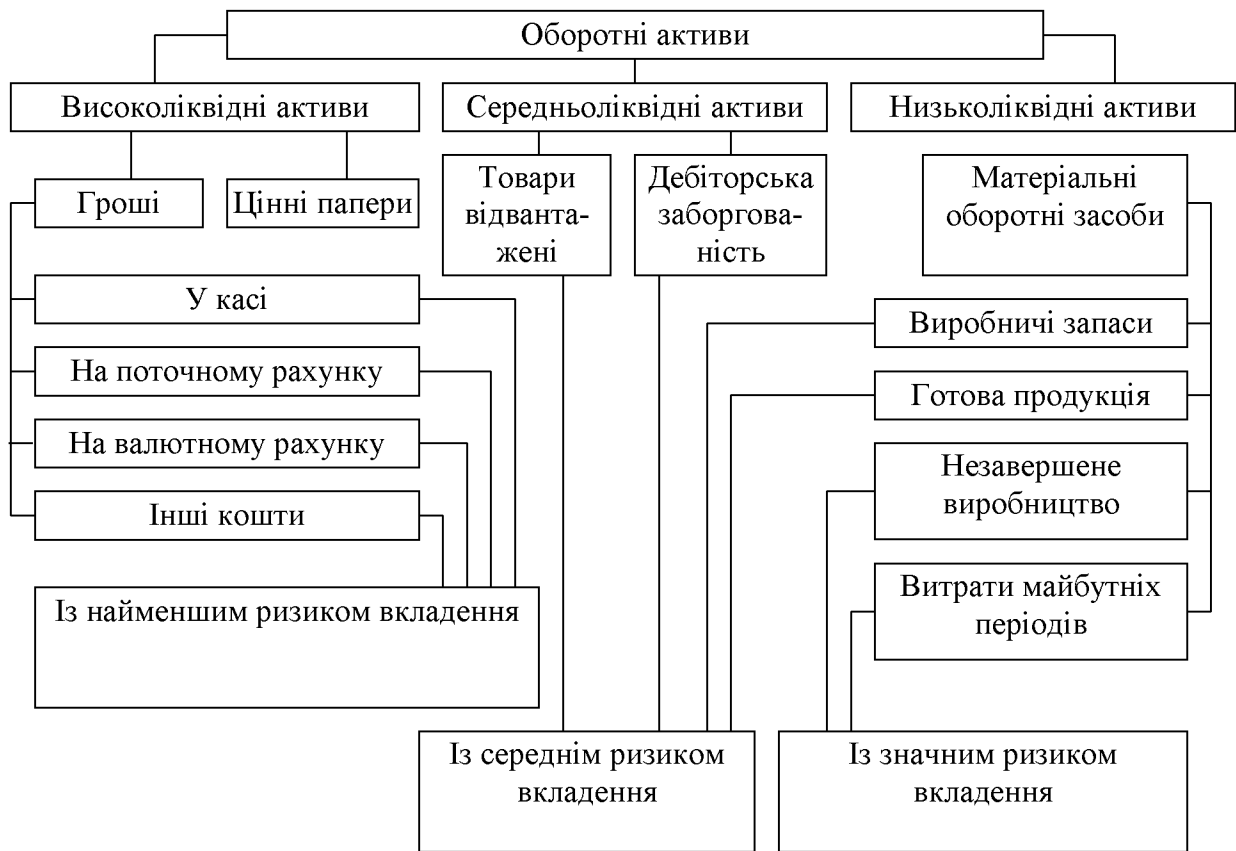 Оборотні активи
Високоліквідні активи
Середньоліквідні активи
Низьколіквідні активи
Гроші
Цінні папери
Товари
відванта-
жені
Дебіторська
заборгова-
ність
Матеріальні
оборотні засоби
У касі
На поточному рахунку
На валютному рахунку
Інші кошти
Виробничі запаси
Готова продукція
Незавершене
виробництво
Витрати майбутніх
періодів
Із найменшим ризиком вкладення
Із середнім ризиком
вкладення
Із значним ризиком
вкладення